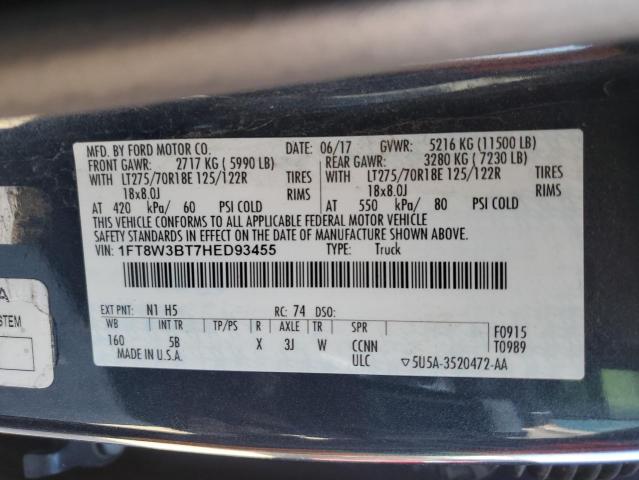 MFD. BY FORD MOTOR CO. DATE: 06/17 GVWR: 5216 KG (11500 LB)
FRONT GAWR: 2717 KG (5990 LB) REAR GAWR: 3280 KG (7230 LB)
WITH LT275/70R18E 125/122R TIRES WITH LT275/70R18E 125/122R TIRES
18x8.0J RIMS 18x8.0J RIMS
AT 420 kPa/ 60 PSI COLD AT 550 kPa/ 80 PSI COLD
THIS VEHICLE CONFORMS TO ALL APPLICABLE FEDERAL MOTOR VEHICLE
SAFETY STANDARDS IN EFFECT ON THE DATE OF MANUFACTURE SHOWN ABOVE.
VIN: 1FT8W3BT7HED93455 TYPE: Truck
EXT PNT: N1 H5 RC: 74 DSO:
WB INT TR TP/PS R AXLE TR SPR F0915
160 5B X 3J W CCNN T0989
MADE IN U.S.A. ULC ▽5U5A-3520472-AA